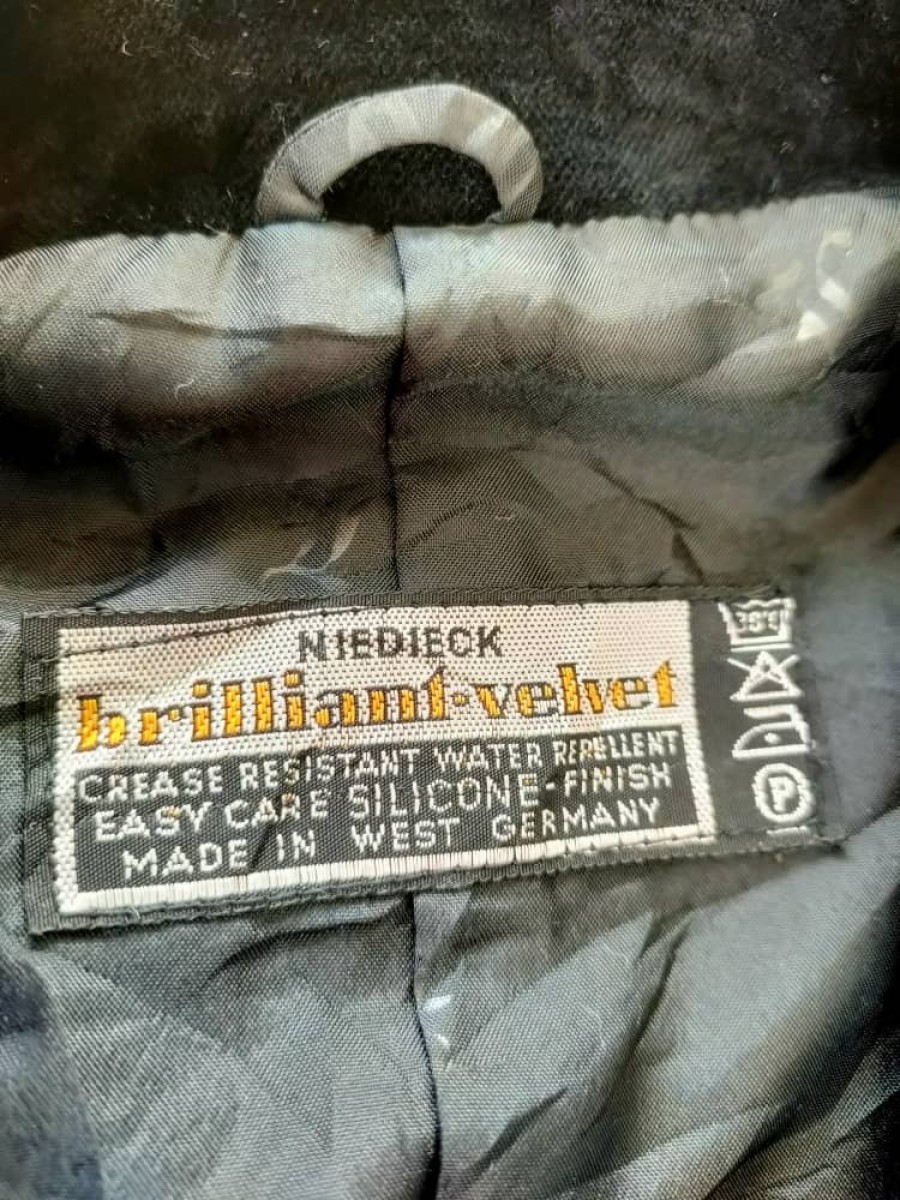 NIEDIECK
brilliant-velvet
CREASE RESISTANT WATER REPELLENT
EASY CARE SILICONE-FINISH
MADE IN WEST GERMANY
P